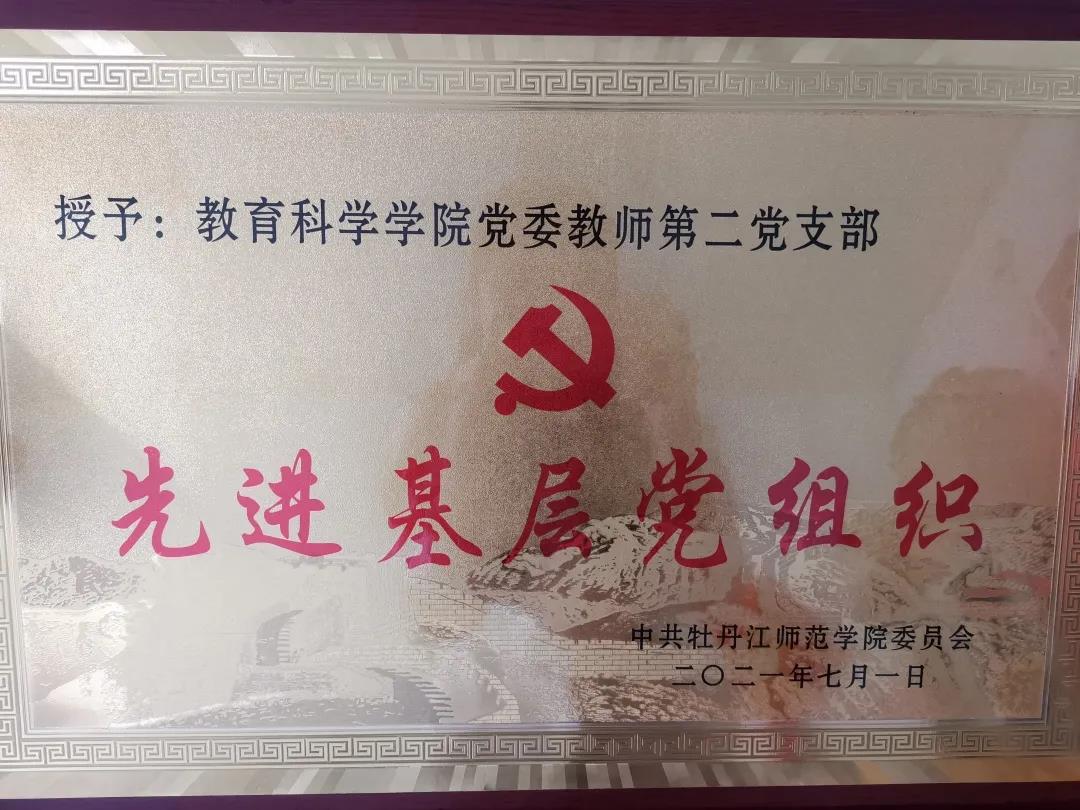 授予：教育科学学院党委教师第二党支部
先进基层党组织
中共牡丹江师范学院委员会
二〇二一年七月一日